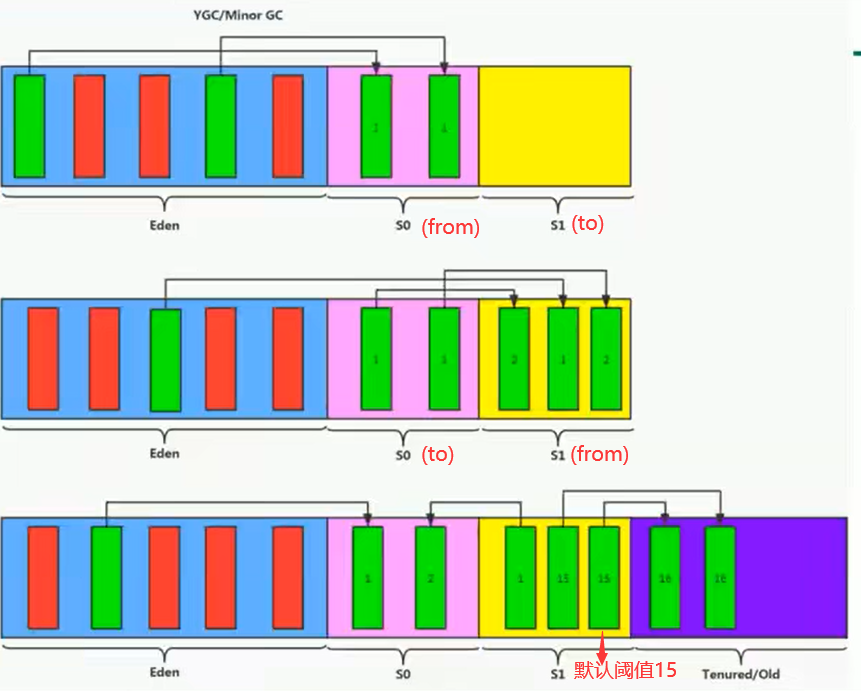 YGC/Minor GC
1
Eden
S0 (from)
S1 (to)
1
1
2
1
2
Eden
S0 (to)
S1 (from)
1
2
1
15
15
16
16
Eden
S0
S1
默认阈值15
Tenured/Old